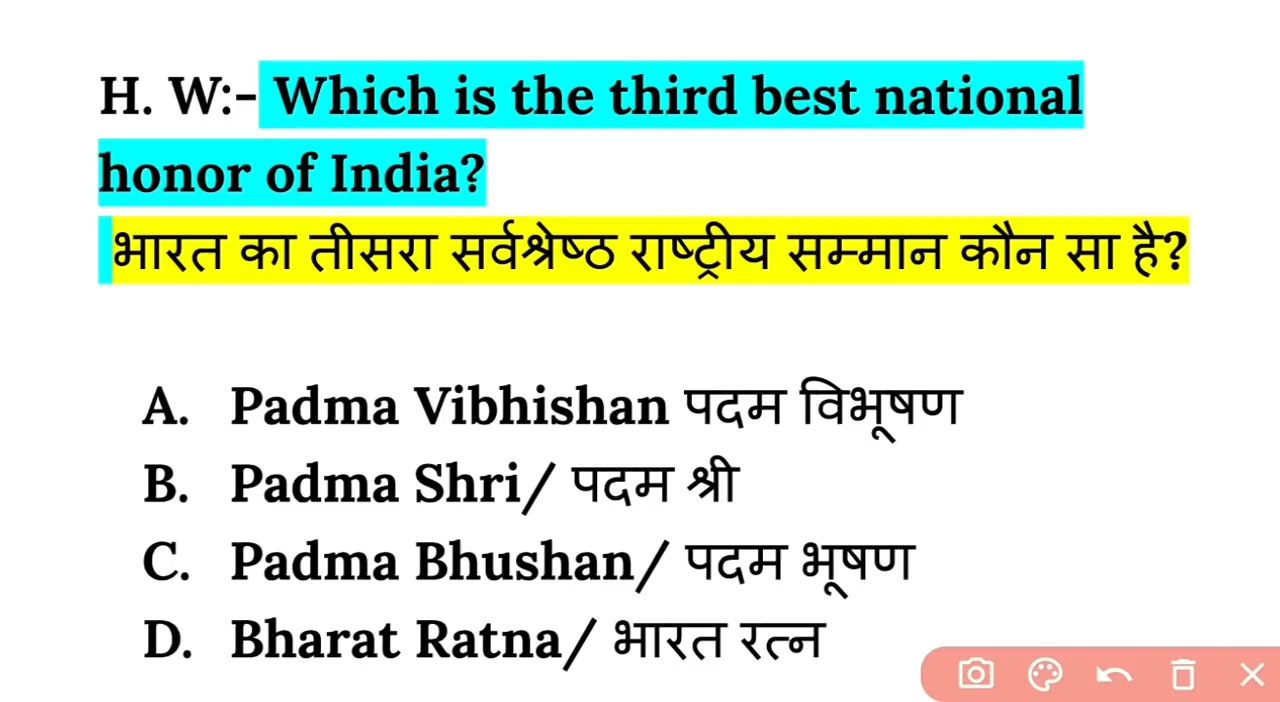 H. W:- Which is the third best national
honor of India?
भारत का तीसरा सर्वश्रेष्ठ राष्ट्रीय सम्मान कौन सा है?
A. Padma Vibhishan पदम विभूषण
B. Padma Shri/ पदम श्री
C. Padma Bhushan/ पदम भूषण
D. Bharat Ratna/ भारत रत्न